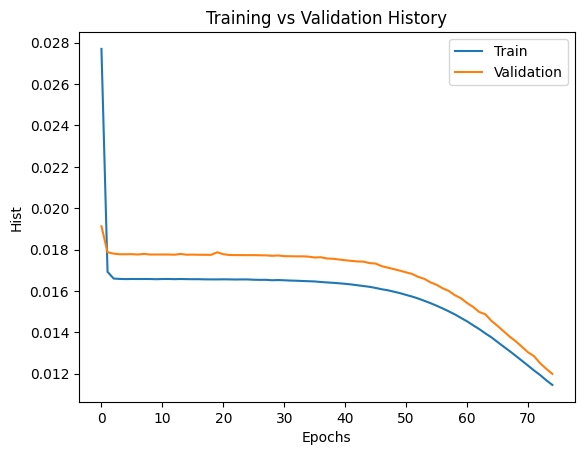 Training vs Validation History
Train
Validation
0.028
0.026
0.024
0.022
0.020
0.018
0.016
0.014
0.012
Hist
0 10 20 30 40 50 60 70
Epochs